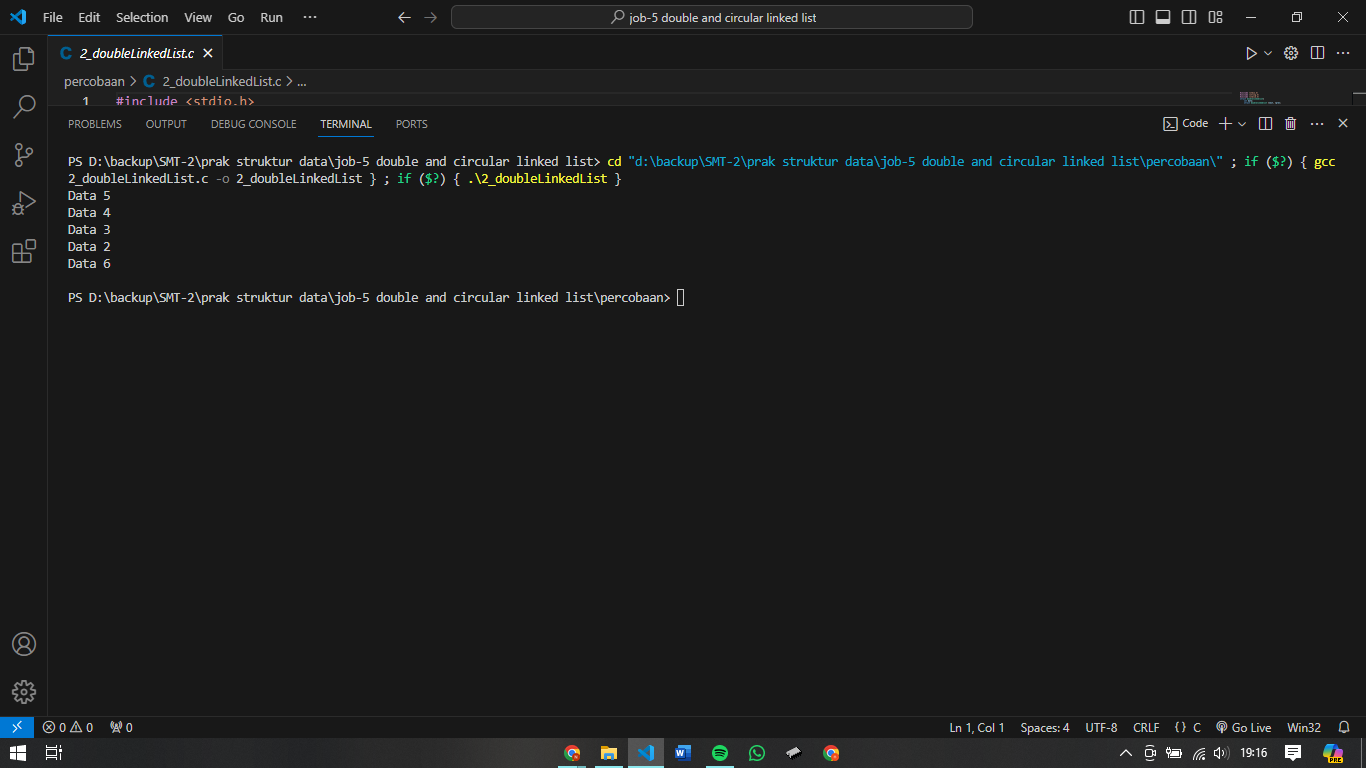 File Edit Selection View Go Run ··· job-5 double and circular linked list
C 2_doubleLinkedList.c
percobaan > C 2_doubleLinkedList.c > ...
1 #include <stdio.h>
PROBLEMS OUTPUT DEBUG CONSOLE TERMINAL PORTS Code
PS D:\backup\SMT-2\prak struktur data\job-5 double and circular linked list> cd "d:\backup\SMT-2\prak struktur data\job-5 double and circular linked list\percobaan\" ; if ($?) { gcc
2_doubleLinkedList.c -o 2_doubleLinkedList } ; if ($?) { .\2_doubleLinkedList }
Data 5
Data 4
Data 3
Data 2
Data 6
PS D:\backup\SMT-2\prak struktur data\job-5 double and circular linked list\percobaan>
0 0 0 Ln 1, Col 1 Spaces: 4 UTF-8 CRLF {} C Go Live Win32
19:16 PRE